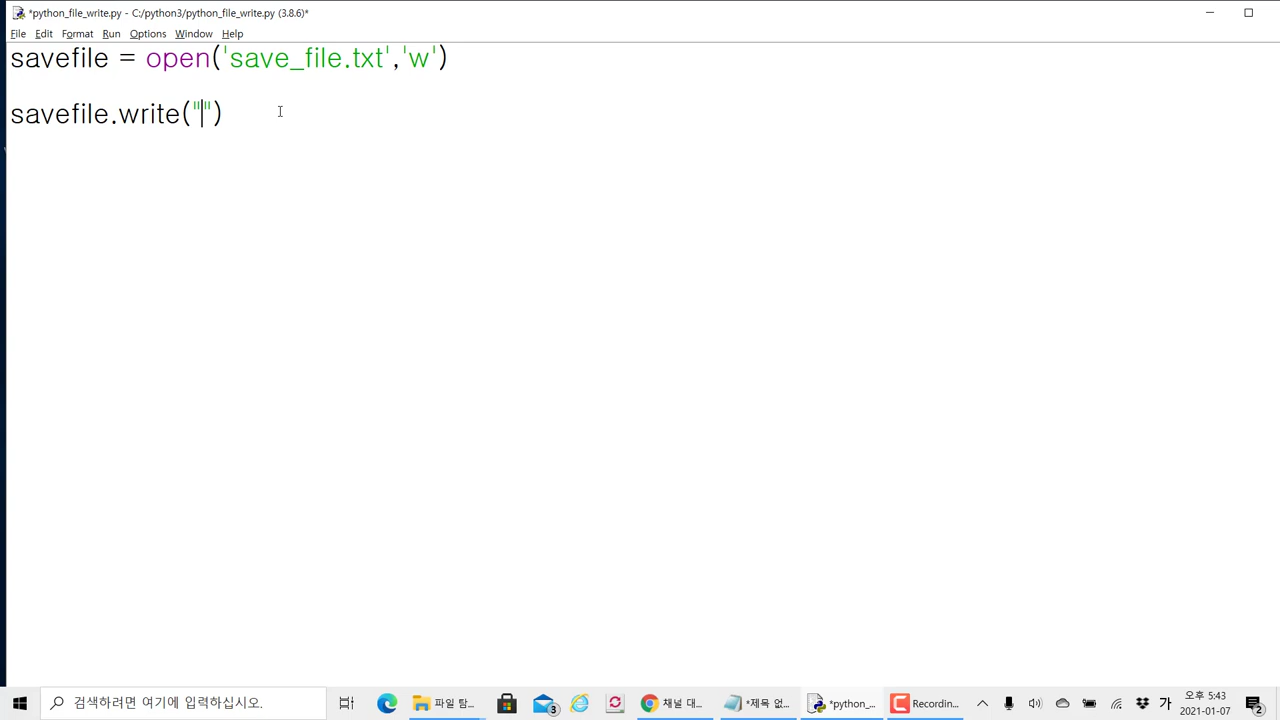 *python_file_write.py - C:/python3/python_file_write.py (3.8.6)*
File Edit Format Run Options Window Help
savefile = open('save_file.txt','w')
savefile.write("")
검색하려면 여기에 입력하십시오.
파일 탐...
3
채널 대...
*제목 없...
*python_...
Recordin...
가
오후 5:43
2021-01-07
2